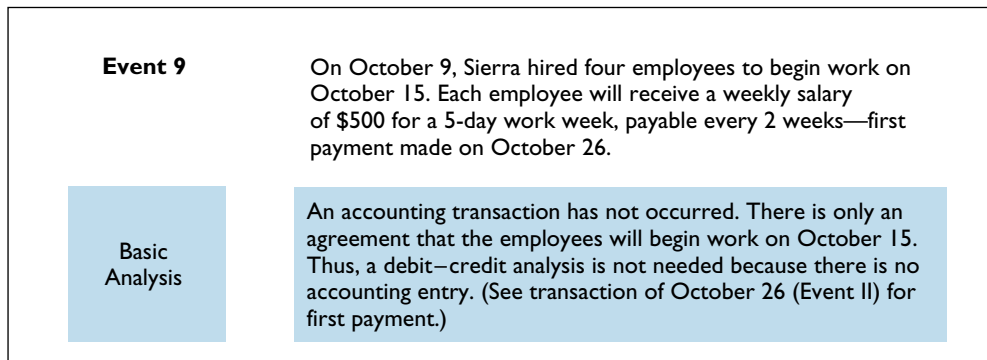 Event 9
On October 9, Sierra hired four employees to begin work on
October 15. Each employee will receive a weekly salary
of $500 for a 5-day work week, payable every 2 weeks—first
payment made on October 26.
Basic
Analysis
An accounting transaction has not occurred. There is only an
agreement that the employees will begin work on October 15.
Thus, a debit–credit analysis is not needed because there is no
accounting entry. (See transaction of October 26 (Event II) for
first payment.)